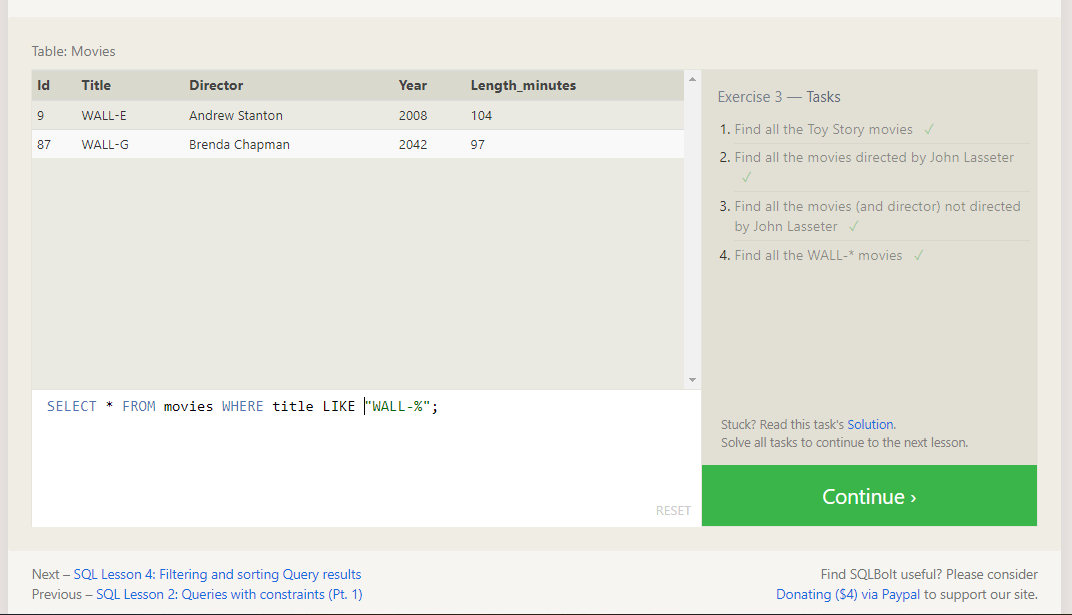 Table: Movies
Id Title Director Year Length_minutes
9 WALL-E Andrew Stanton 2008 104
87 WALL-G Brenda Chapman 2042 97
SELECT * FROM movies WHERE title LIKE "WALL-%";
RESET
Exercise 3 — Tasks
1. Find all the Toy Story movies ✓
2. Find all the movies directed by John Lasseter
✓
3. Find all the movies (and director) not directed
by John Lasseter ✓
4. Find all the WALL-* movies ✓
Stuck? Read this task's Solution.
Solve all tasks to continue to the next lesson.
Continue ›
Next – SQL Lesson 4: Filtering and sorting Query results
Previous – SQL Lesson 2: Queries with constraints (Pt. 1)
Find SQLBolt useful? Please consider
Donating ($4) via Paypal to support our site.